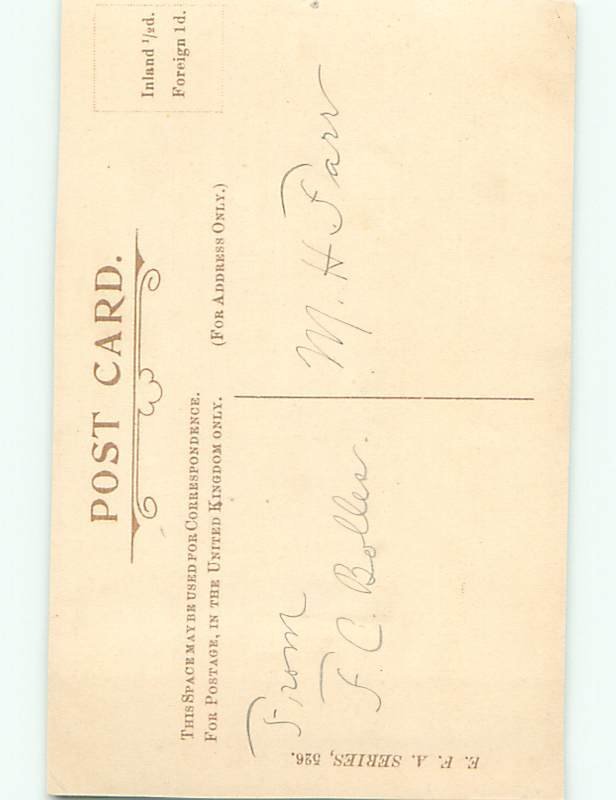 POST CARD.
Inland ½d.
Foreign 1d.
THIS SPACE MAY BE USED FOR CORRESPONDENCE.
FOR POSTAGE, IN THE UNITED KINGDOM ONLY.
(FOR ADDRESS ONLY.)
From
F. C. Bolles.
M. H Farr
E. F. A. SERIES, 526.